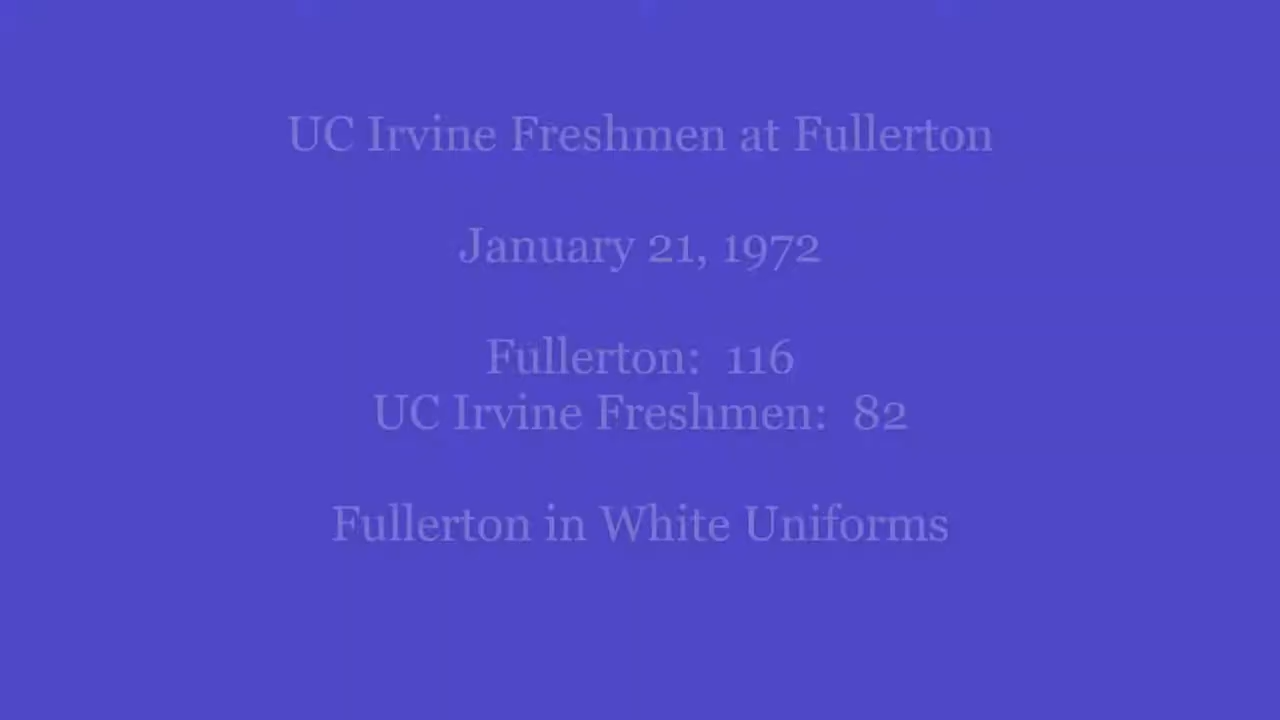 UC Irvine Freshmen at Fullerton
January 21, 1972
Fullerton:  116
UC Irvine Freshmen:  82
Fullerton in White Uniforms